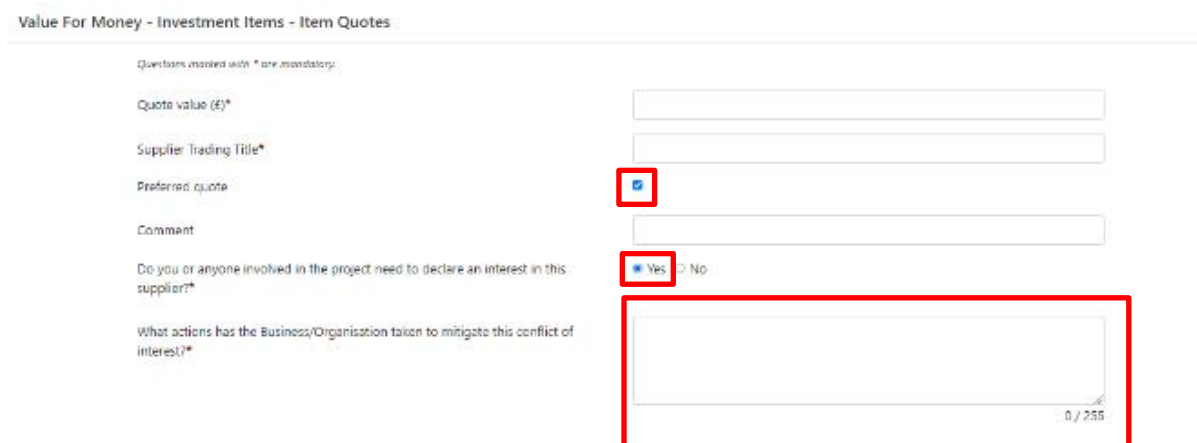 Value For Money - Investment Items - Item Quotes
Questions marked with * are mandatory.
Quote value (£)*
Supplier Trading Title*
Preferred quote
Comment
Do you or anyone involved in the project need to declare an interest in this
supplier?*
Yes No
What actions has the Business/Organisation taken to mitigate this conflict of
interest?*
0 / 255